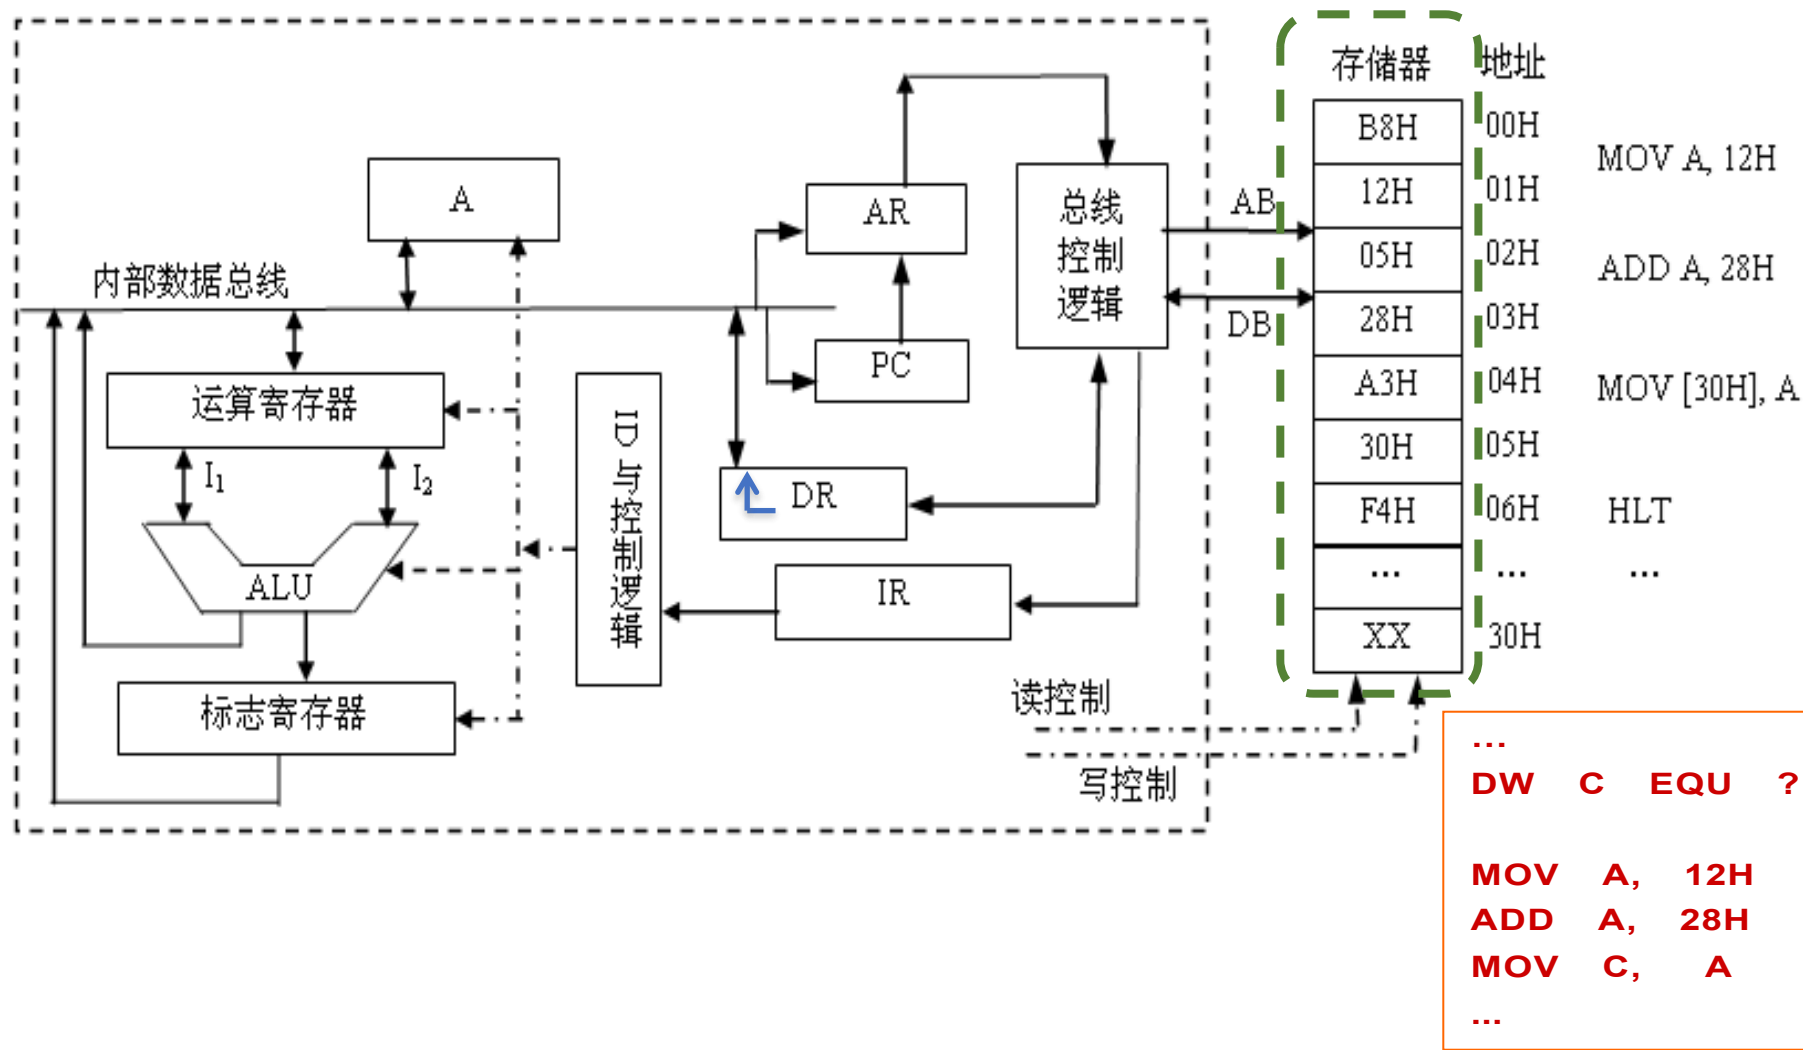 存储器
地址
B8H
00H
MOV A, 12H
12H
01H
05H
02H
ADD A, 28H
28H
03H
A3H
04H
MOV [30H], A
30H
05H
F4H
06H
HLT
...
...
...
XX
30H
A
AR
总线控制逻辑
AB
DB
内部数据总线
PC
运算寄存器
I₁
I₂
ID 与控制逻辑
DR
ALU
IR
标志寄存器
读控制
写控制
...
DW C EQU ?
MOV A, 12H
ADD A, 28H
MOV C, A
...